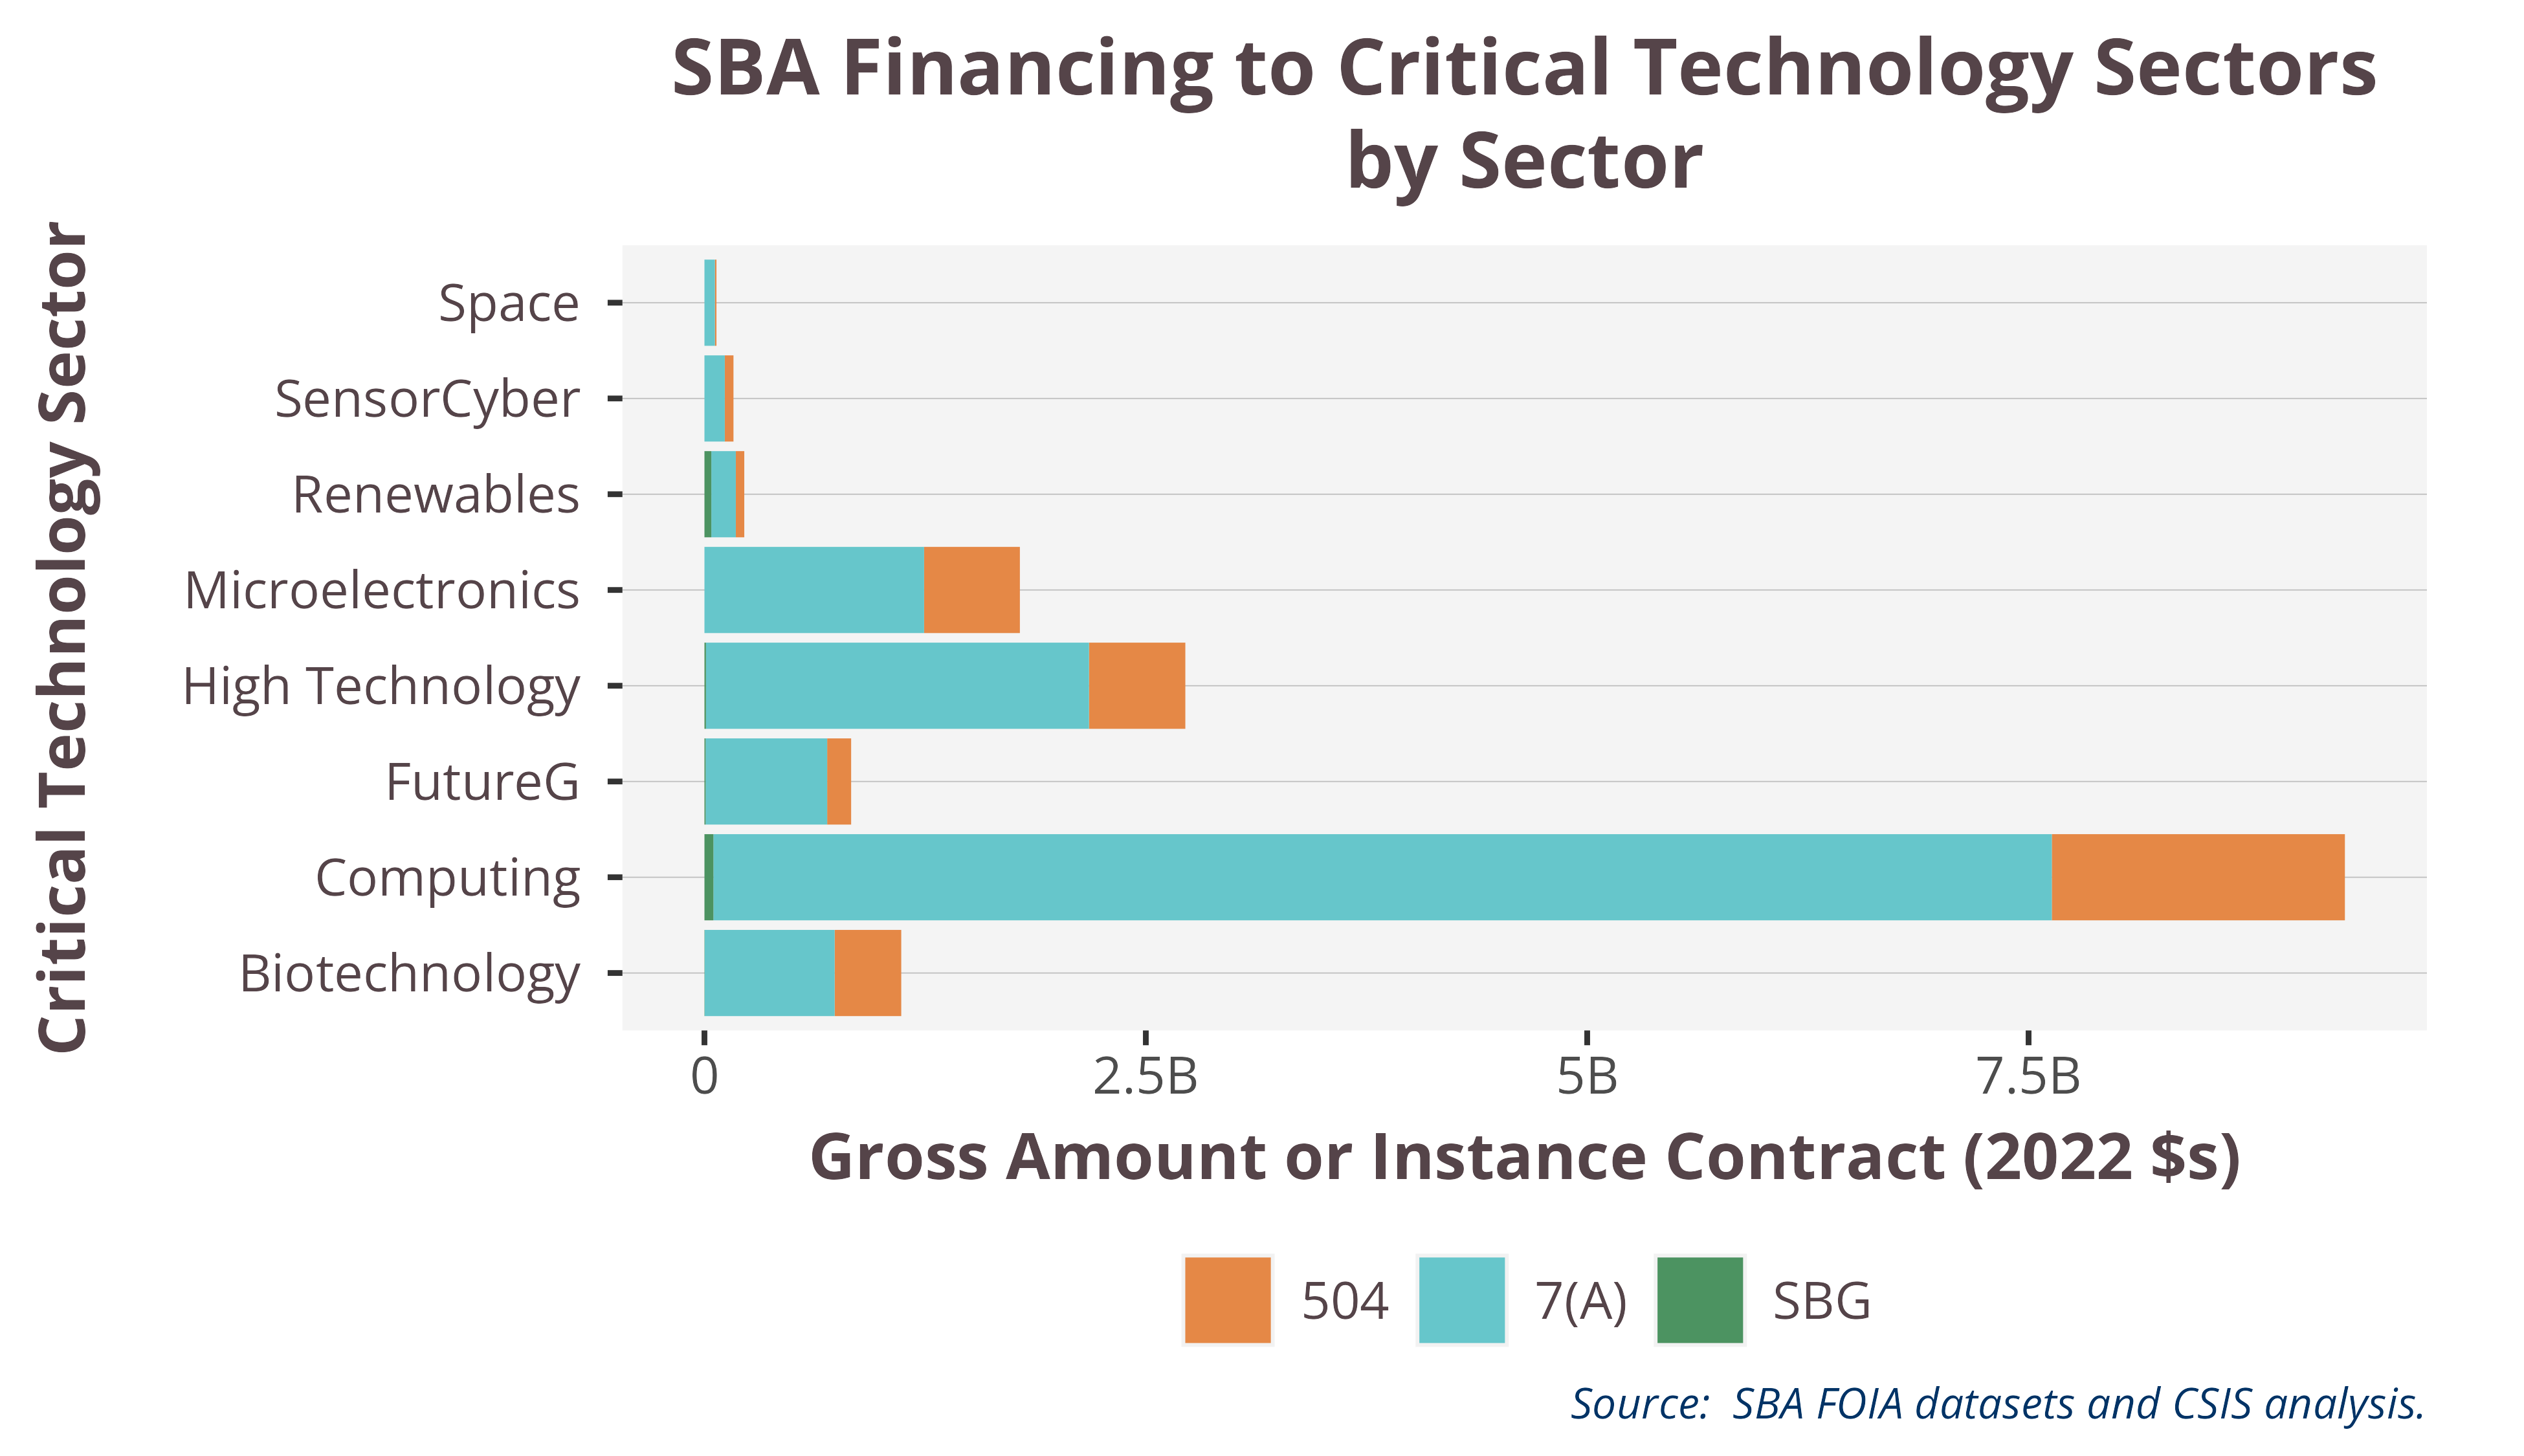 SBA Financing to Critical Technology Sectors
by Sector
Critical Technology Sector
Space
SensorCyber
Renewables
Microelectronics
High Technology
FutureG
Computing
Biotechnology
0 2.5B 5B 7.5B
Gross Amount or Instance Contract (2022 $s)
504 7(A) SBG
Source:  SBA FOIA datasets and CSIS analysis.